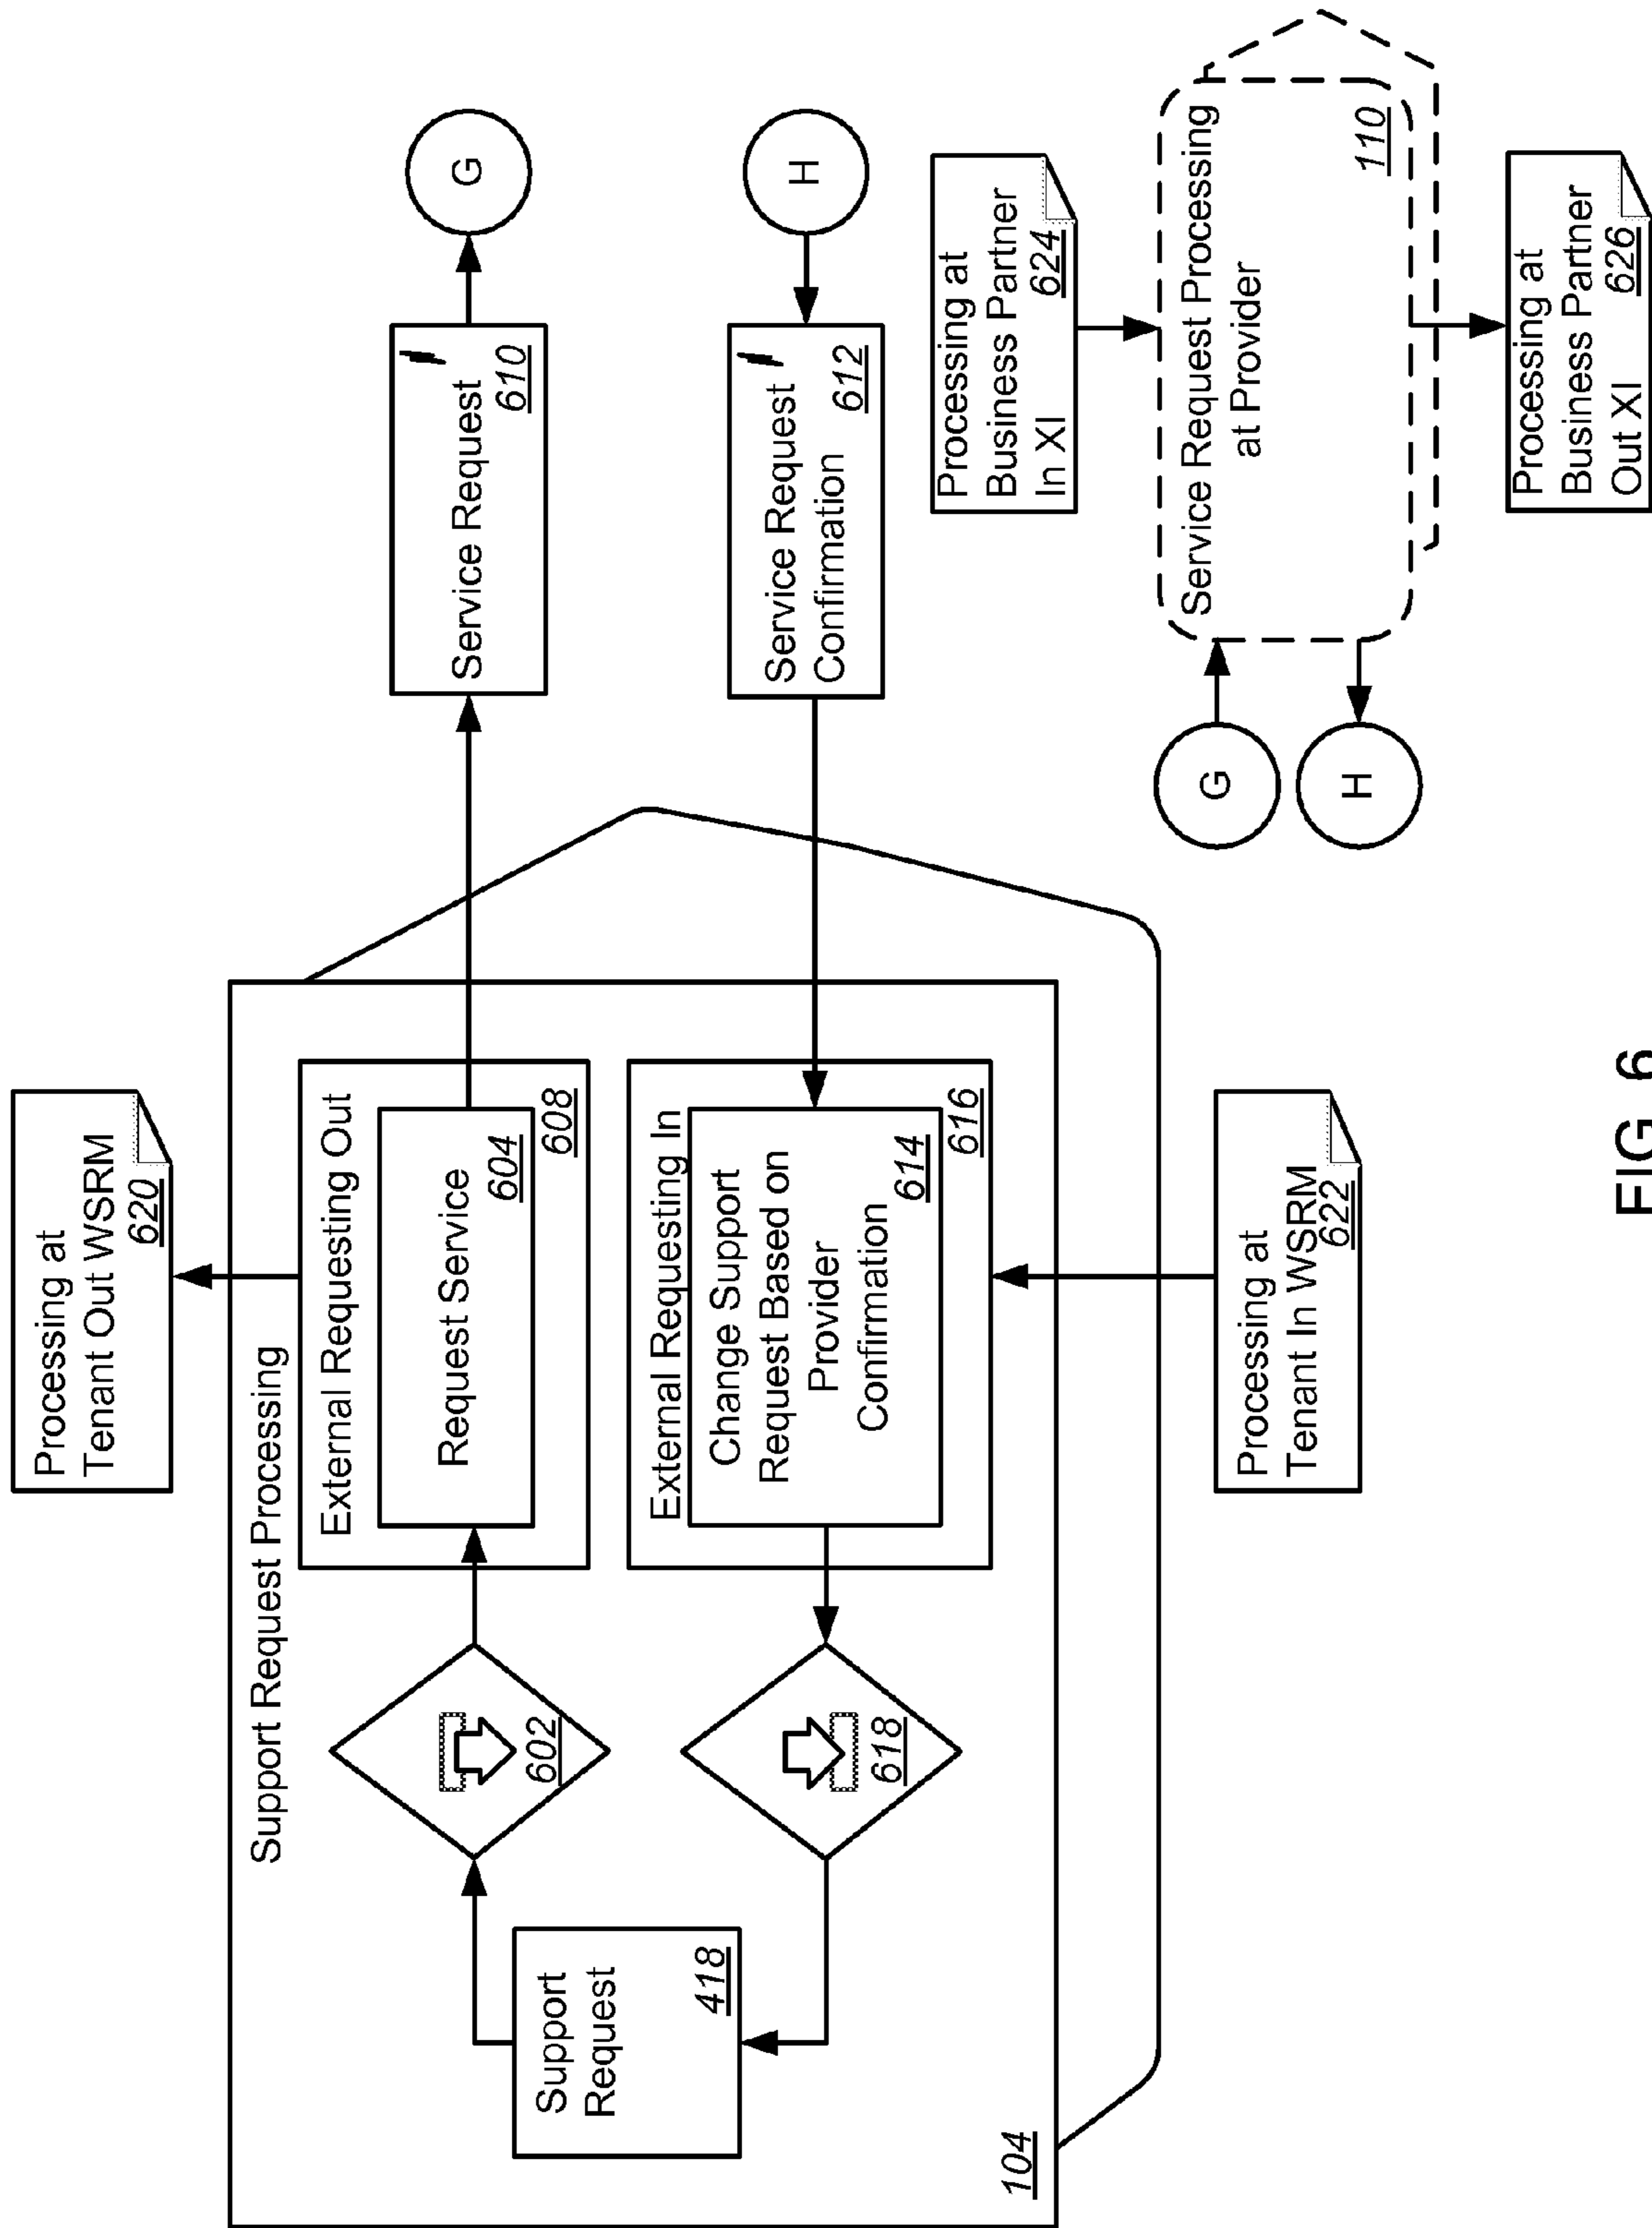 Processing at
Tenant Out WSRM
620
Support Request Processing
104
Support
Request
418
602
External Requesting Out
608
Request Service
604
Service Request
610
G
618
External Requesting In
616
Change Support
Request Based on
Provider
Confirmation
614
Service Request
Confirmation
612
H
Processing at
Tenant In WSRM
622
Processing at
Business Partner
In XI
624
G
H
Service Request Processing
at Provider
110
Processing at
Business Partner
Out XI
626
FIG. 6